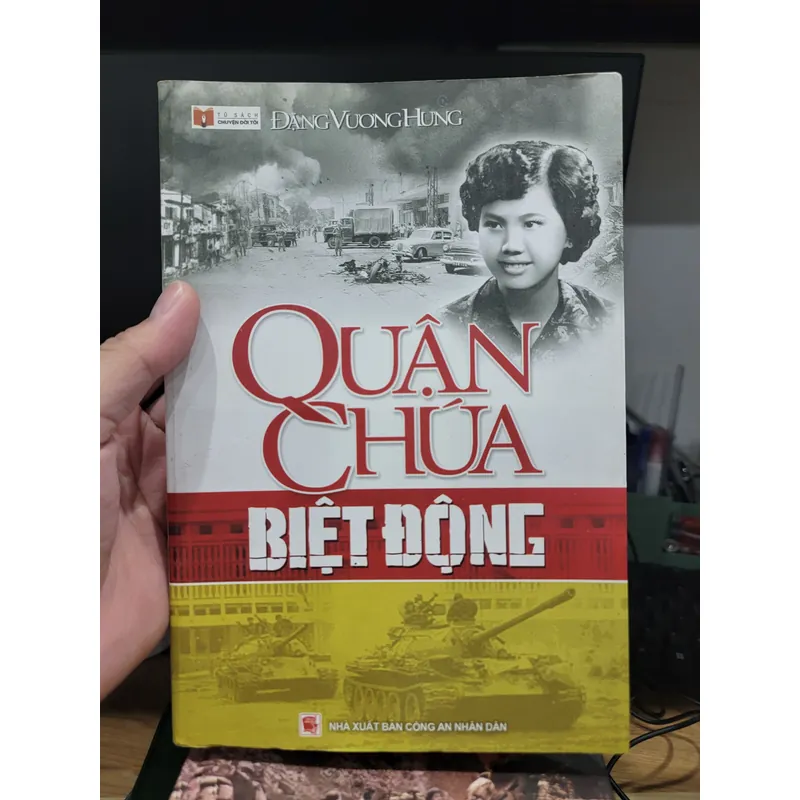 TỦ SÁCH
CHUYỆN ĐỜI TÔI
ĐẶNG VƯƠNG HƯNG
QUẬN
CHÚA
BIỆT ĐỘNG
NHÀ XUẤT BẢN CÔNG AN NHÂN DÂN